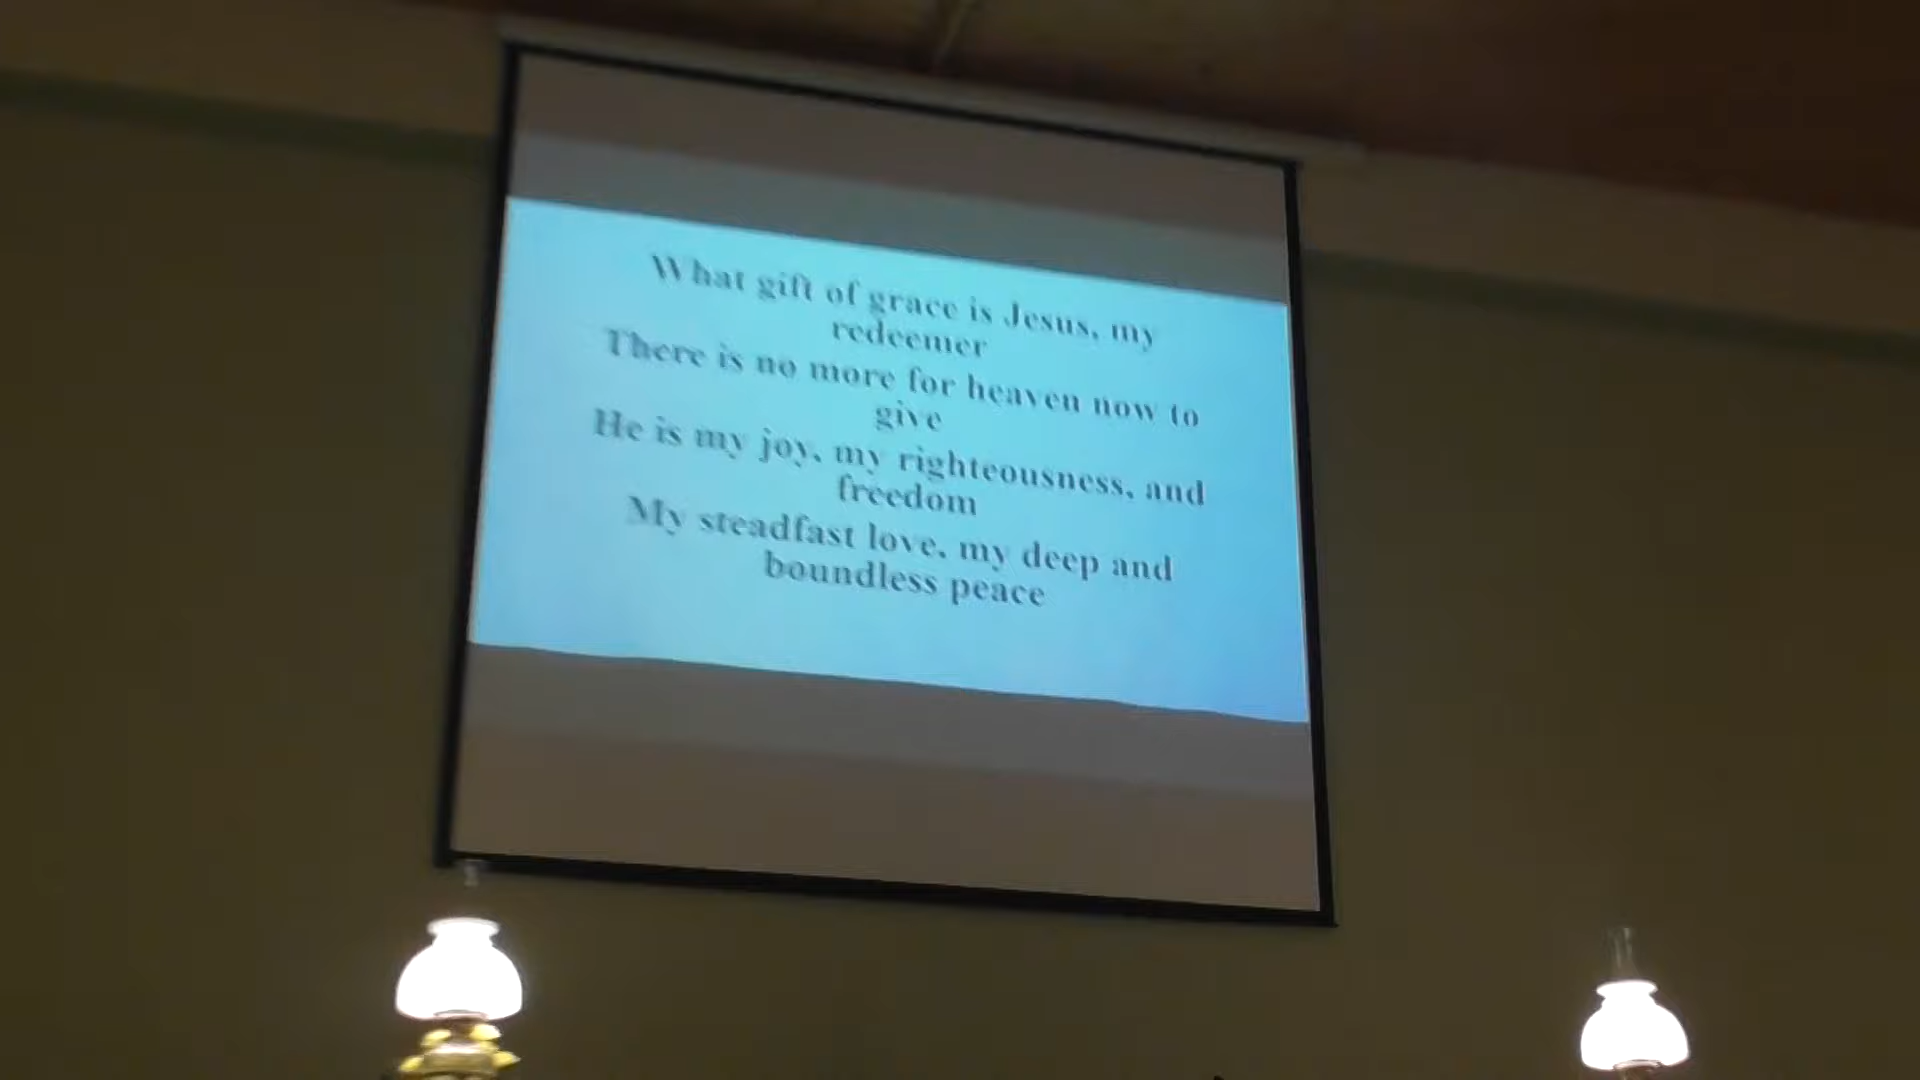 What gift of grace is Jesus, my
redeemer
There is no more for heaven now to
give
He is my joy, my righteousness, and
freedom
My steadfast love, my deep and
boundless peace